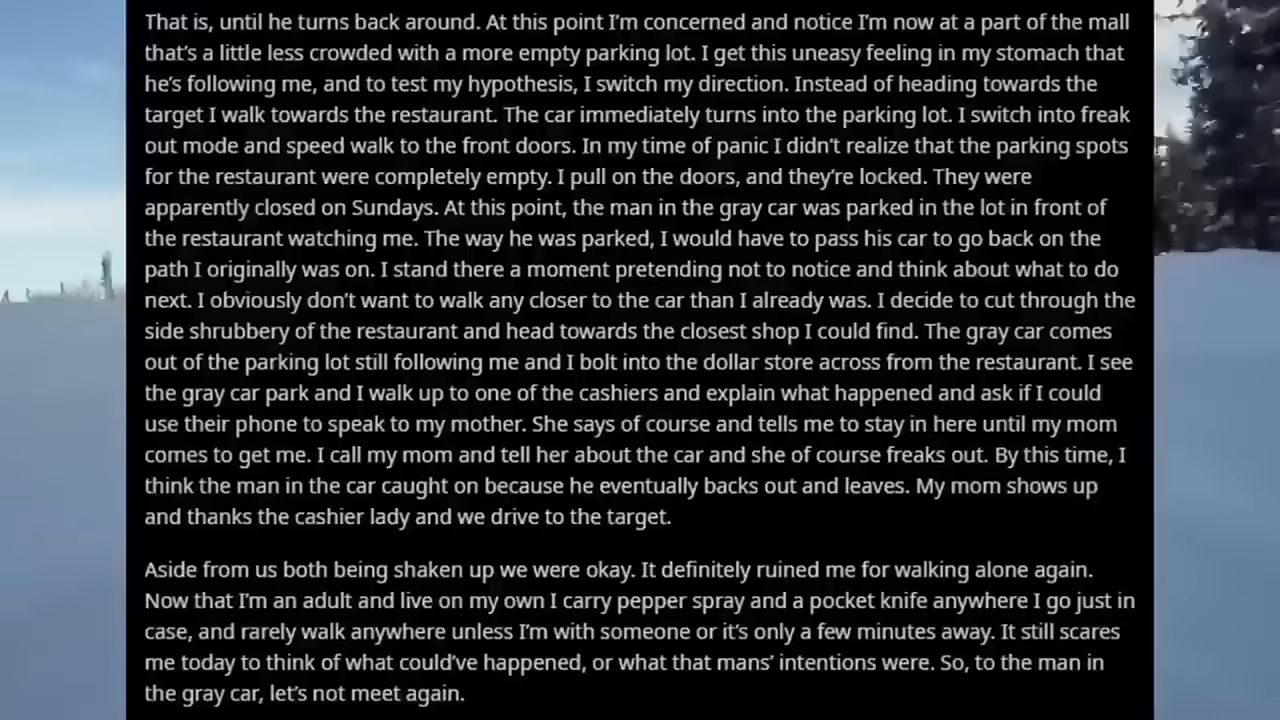 That is, until he turns back around. At this point I'm concerned and notice I'm now at a part of the mall
that's a little less crowded with a more empty parking lot. I get this uneasy feeling in my stomach that
he's following me, and to test my hypothesis, I switch my direction. Instead of heading towards the
target I walk towards the restaurant. The car immediately turns into the parking lot. I switch into freak
out mode and speed walk to the front doors. In my time of panic I didn't realize that the parking spots
for the restaurant were completely empty. I pull on the doors, and they're locked. They were
apparently closed on Sundays. At this point, the man in the gray car was parked in the lot in front of
the restaurant watching me. The way he was parked, I would have to pass his car to go back on the
path I originally was on. I stand there a moment pretending not to notice and think about what to do
next. I obviously don't want to walk any closer to the car than I already was. I decide to cut through the
side shrubbery of the restaurant and head towards the closest shop I could find. The gray car comes
out of the parking lot still following me and I bolt into the dollar store across from the restaurant. I see
the gray car park and I walk up to one of the cashiers and explain what happened and ask if I could
use their phone to speak to my mother. She says of course and tells me to stay in here until my mom
comes to get me. I call my mom and tell her about the car and she of course freaks out. By this time, I
think the man in the car caught on because he eventually backs out and leaves. My mom shows up
and thanks the cashier lady and we drive to the target.
Aside from us both being shaken up we were okay. It definitely ruined me for walking alone again.
Now that I'm an adult and live on my own I carry pepper spray and a pocket knife anywhere I go just in
case, and rarely walk anywhere unless I'm with someone or it's only a few minutes away. It still scares
me today to think of what could've happened, or what that mans' intentions were. So, to the man in
the gray car, let's not meet again.